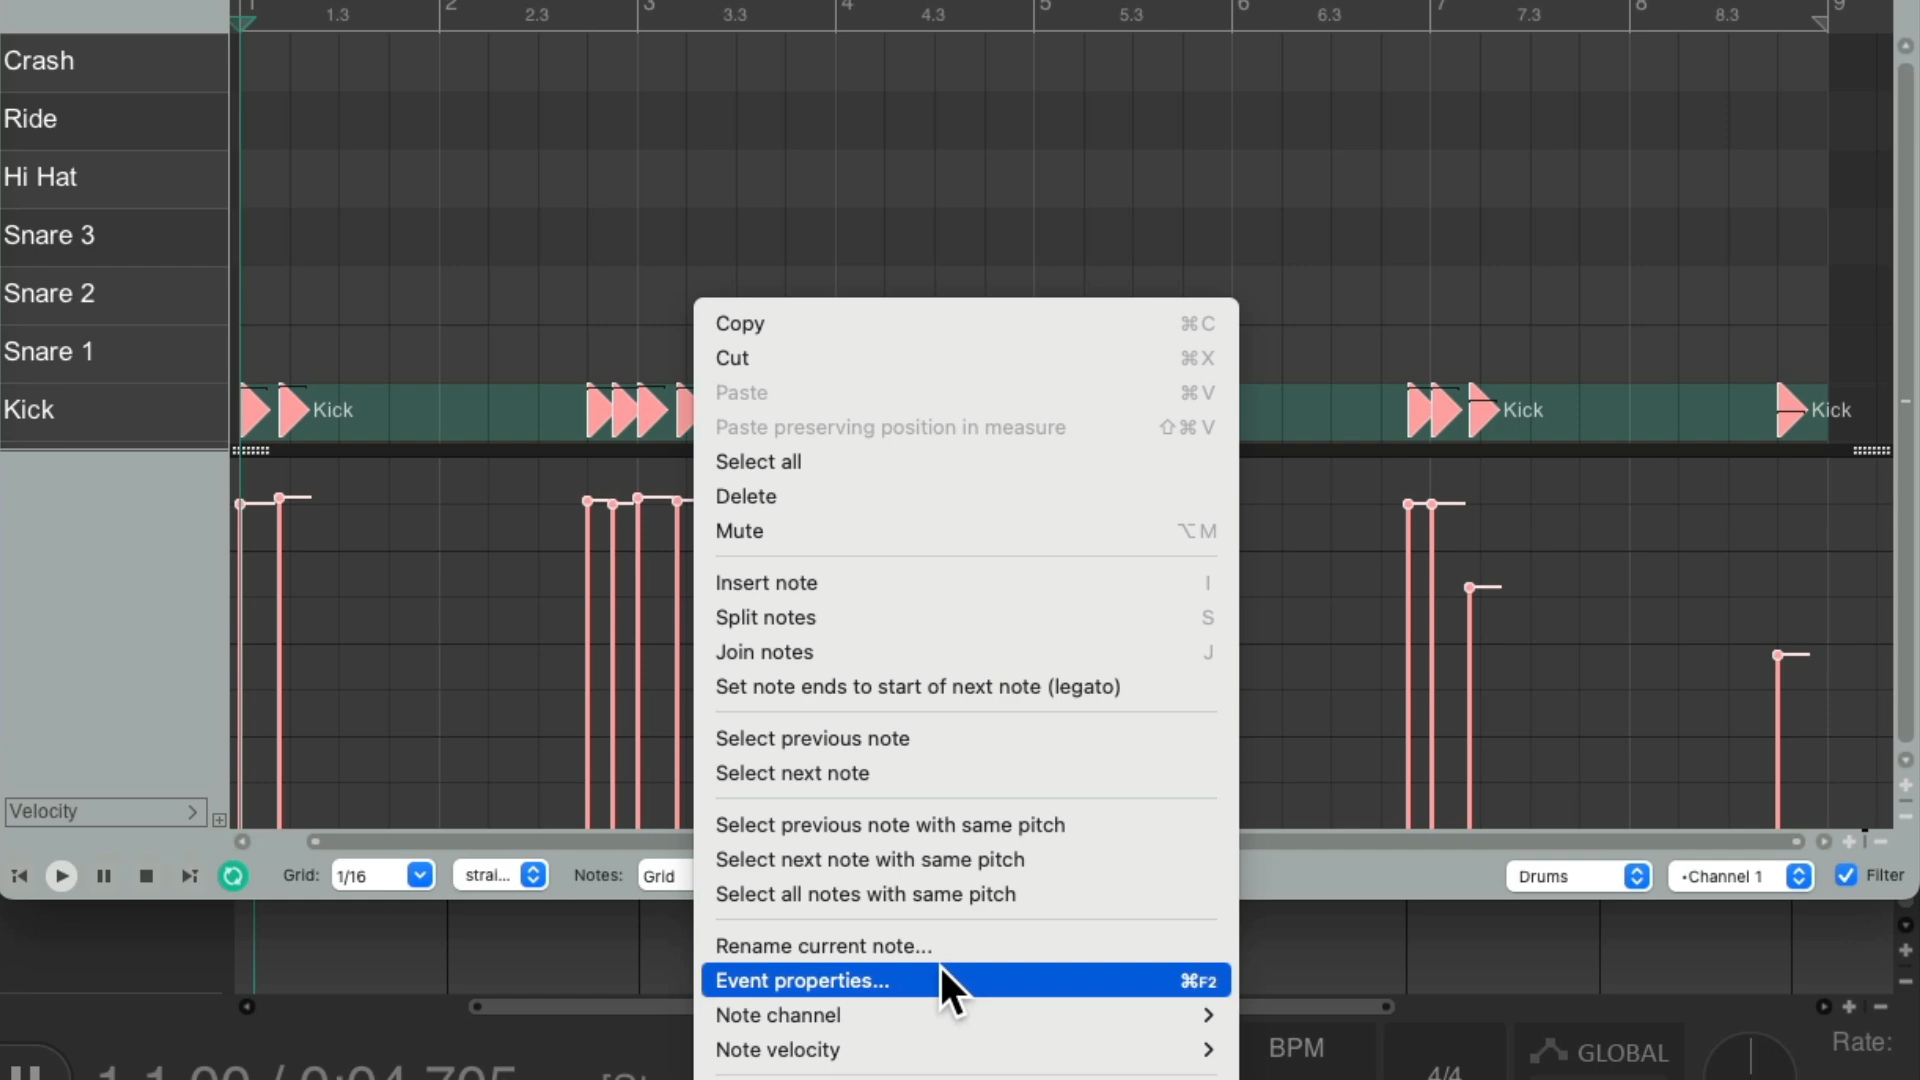 1 1.3 2 2.3 3 3.3 4 4.3 5 5.3 6 6.3 7 7.3 8 8.3 9
Crash
Ride
Hi Hat
Snare 3
Snare 2
Snare 1
Kick
Kick
Kick
Kick
Copy ⌘C
Cut ⌘X
Paste ⌘V
Paste preserving position in measure ⇧⌘V
Select all
Delete
Mute ⌥M
Insert note I
Split notes S
Join notes J
Set note ends to start of next note (legato)
Select previous note
Select next note
Select previous note with same pitch
Select next note with same pitch
Select all notes with same pitch
Rename current note...
Event properties... ⌘F2
Note channel
Note velocity
Velocity
Grid: 1/16 strai... Notes: Grid
Drums •Channel 1 Filter
BPM
4/4
GLOBAL
Rate: